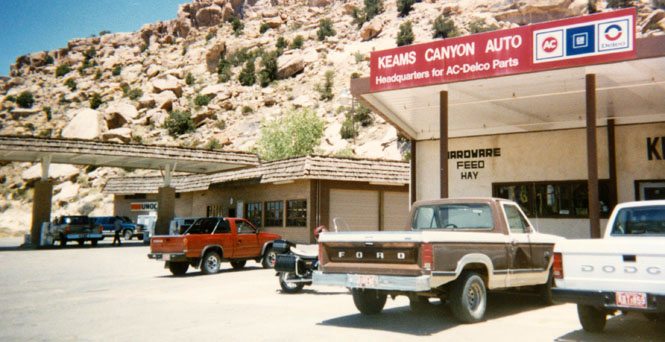 KEAMS CANYON AUTO
Headquarters for AC-Delco Parts
AC
GM
Delco
HARDWARE
FEED
HAY
FORD
DODGE